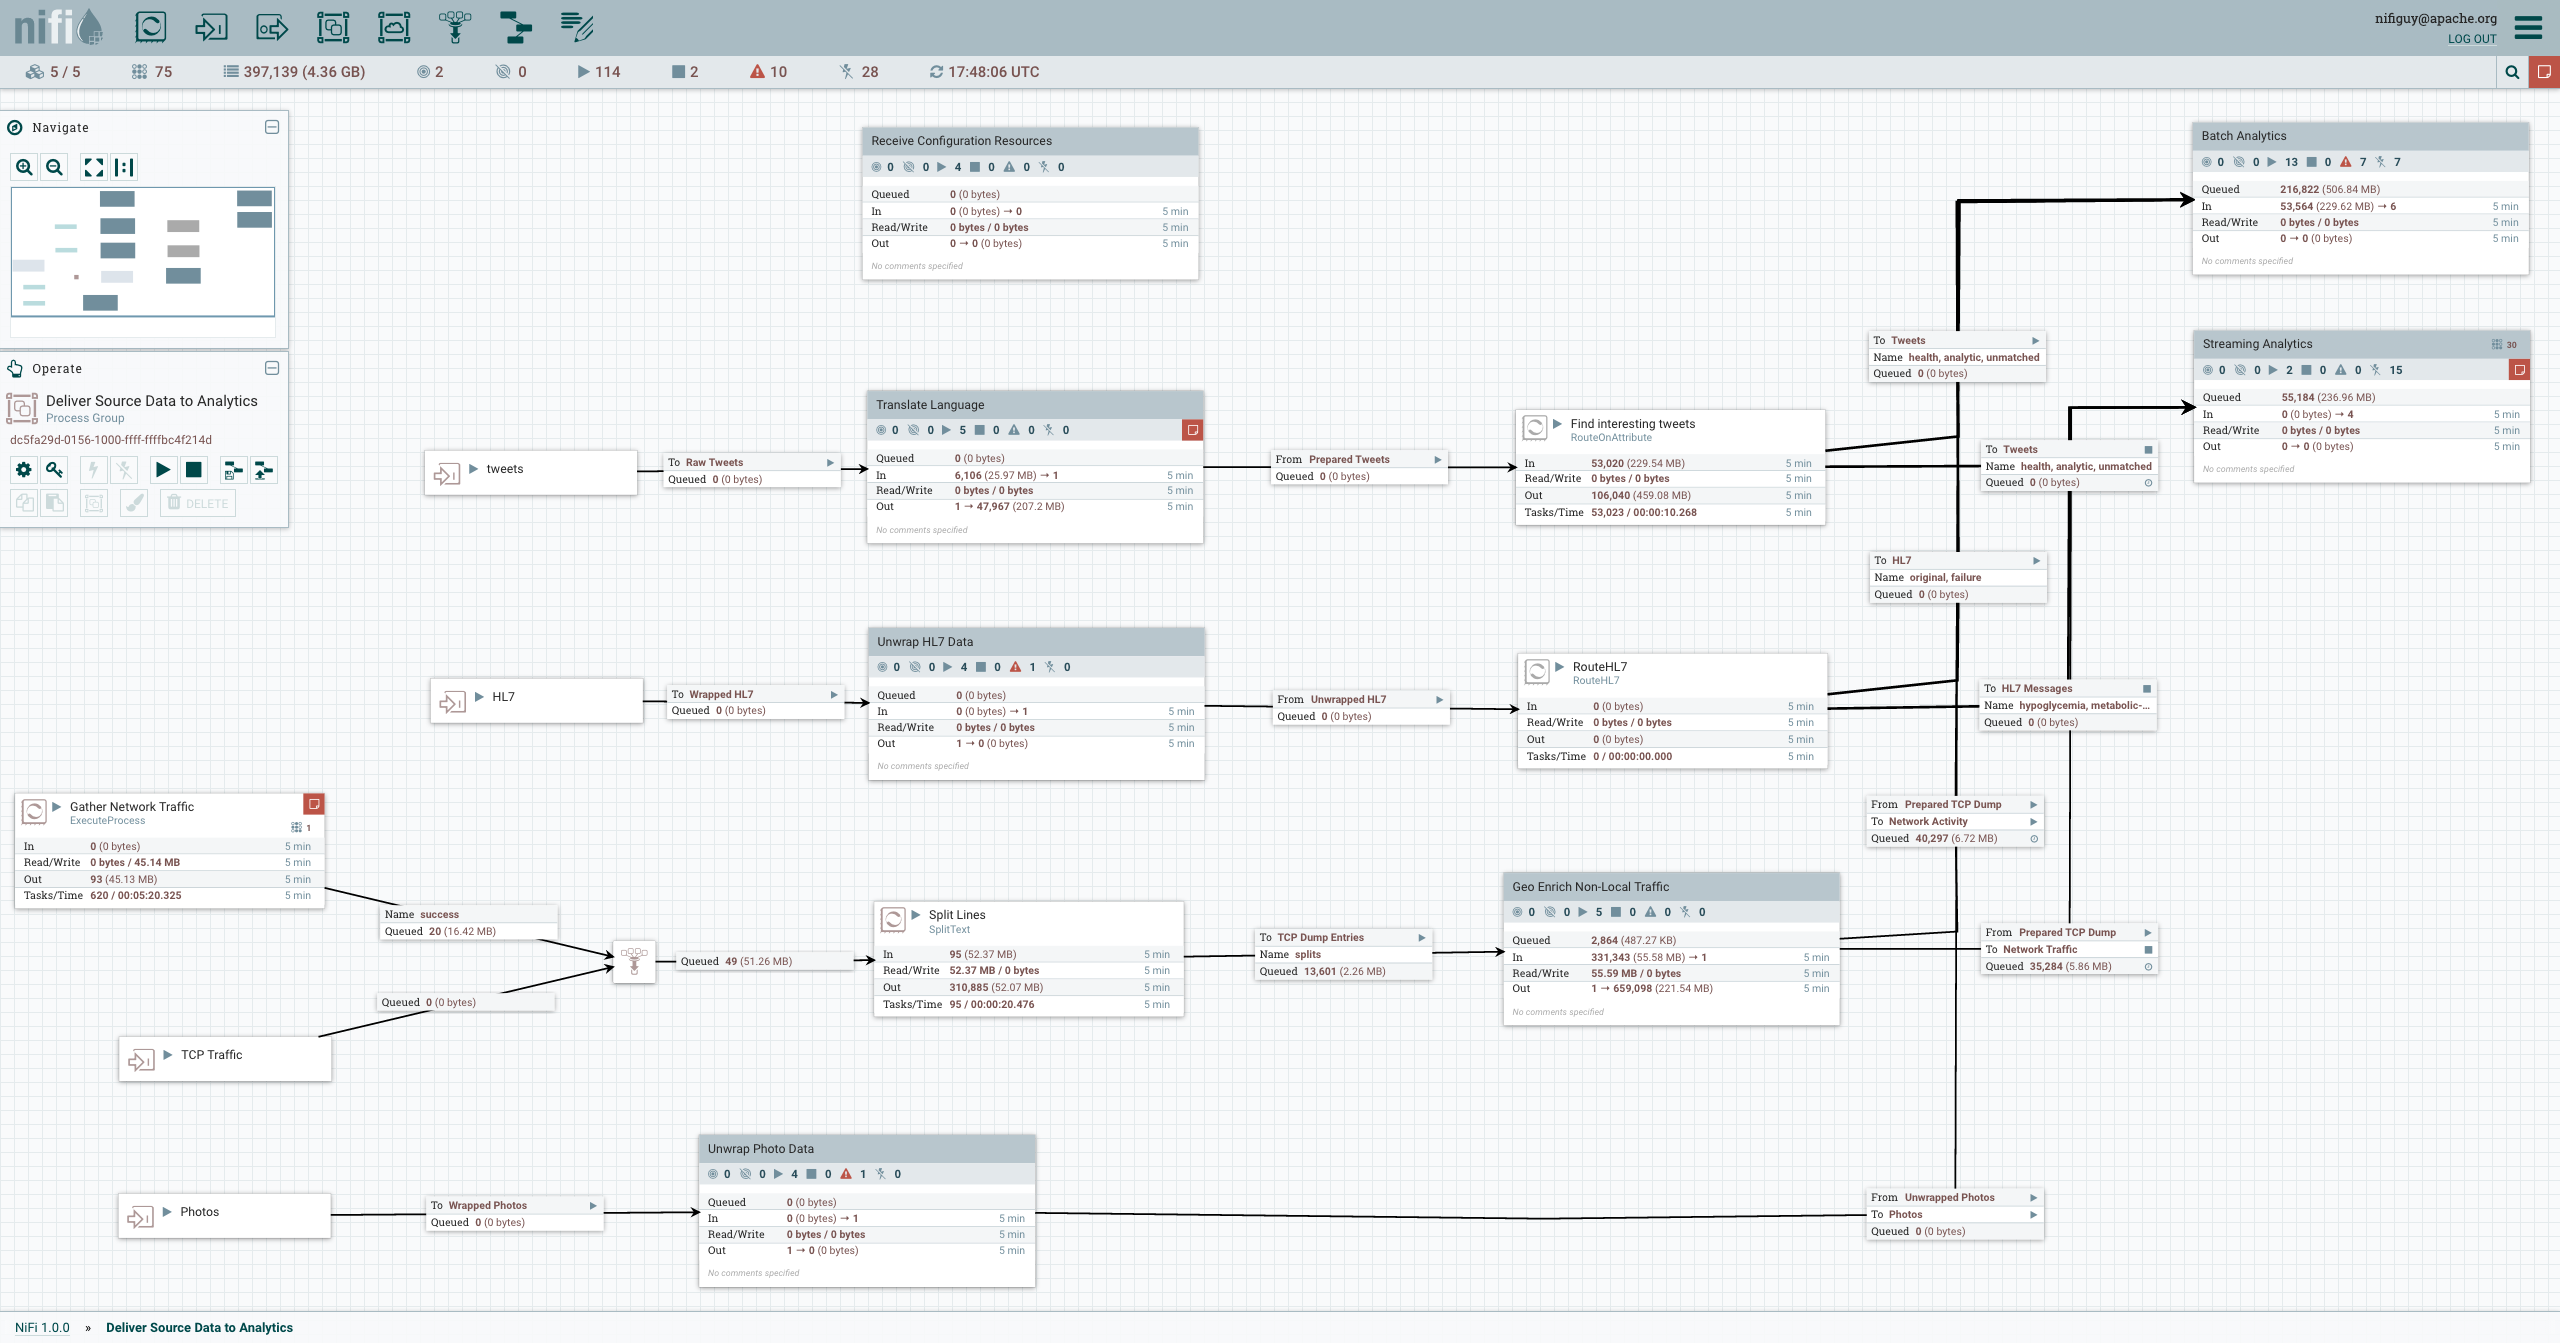 nifi
nifiguy@apache.org
LOG OUT
5 / 5 75 397,139 (4.36 GB) 2 0 114 2 10 28 17:48:06 UTC
Navigate
Operate
Deliver Source Data to Analytics
Process Group
dc5fa29d-0156-1000-ffff-ffffbc4f214d
DELETE
Receive Configuration Resources
0 0 4 0 0 0
Queued 0 (0 bytes)
In 0 (0 bytes) → 0 5 min
Read/Write 0 bytes / 0 bytes 5 min
Out 0 → 0 (0 bytes) 5 min
No comments specified
Batch Analytics
0 0 13 0 7 7
Queued 216,822 (506.84 MB)
In 53,564 (229.62 MB) → 6 5 min
Read/Write 0 bytes / 0 bytes 5 min
Out 0 → 0 (0 bytes) 5 min
No comments specified
To Tweets
Name health, analytic, unmatched
Queued 0 (0 bytes)
Streaming Analytics 30
0 0 2 0 0 15
Queued 55,184 (236.96 MB)
In 0 (0 bytes) → 4 5 min
Read/Write 0 bytes / 0 bytes 5 min
Out 0 → 0 (0 bytes) 5 min
No comments specified
tweets
To Raw Tweets
Queued 0 (0 bytes)
Translate Language
0 0 5 0 0 0
Queued 0 (0 bytes)
In 6,106 (25.97 MB) → 1 5 min
Read/Write 0 bytes / 0 bytes 5 min
Out 1 → 47,967 (207.2 MB) 5 min
No comments specified
From Prepared Tweets
Queued 0 (0 bytes)
Find interesting tweets
RouteOnAttribute
In 53,020 (229.54 MB) 5 min
Read/Write 0 bytes / 0 bytes 5 min
Out 106,040 (459.08 MB) 5 min
Tasks/Time 53,023 / 00:00:10.268 5 min
To Tweets
Name health, analytic, unmatched
Queued 0 (0 bytes)
To HL7
Name original, failure
Queued 0 (0 bytes)
HL7
To Wrapped HL7
Queued 0 (0 bytes)
Unwrap HL7 Data
0 0 4 0 1 0
Queued 0 (0 bytes)
In 0 (0 bytes) → 1 5 min
Read/Write 0 bytes / 0 bytes 5 min
Out 1 → 0 (0 bytes) 5 min
No comments specified
From Unwrapped HL7
Queued 0 (0 bytes)
RouteHL7
RouteHL7
In 0 (0 bytes) 5 min
Read/Write 0 bytes / 0 bytes 5 min
Out 0 (0 bytes) 5 min
Tasks/Time 0 / 00:00:00.000 5 min
To HL7 Messages
Name hypoglycemia, metabolic-...
Queued 0 (0 bytes)
Gather Network Traffic
ExecuteProcess
1
In 0 (0 bytes) 5 min
Read/Write 0 bytes / 45.14 MB 5 min
Out 93 (45.13 MB) 5 min
Tasks/Time 620 / 00:05:20.325 5 min
Name success
Queued 20 (16.42 MB)
Queued 0 (0 bytes)
TCP Traffic
Queued 49 (51.26 MB)
Split Lines
SplitText
In 95 (52.37 MB) 5 min
Read/Write 52.37 MB / 0 bytes 5 min
Out 310,885 (52.07 MB) 5 min
Tasks/Time 95 / 00:00:20.476 5 min
To TCP Dump Entries
Name splits
Queued 13,601 (2.26 MB)
Geo Enrich Non-Local Traffic
0 0 5 0 0 0
Queued 2,864 (487.27 KB)
In 331,343 (55.58 MB) → 1 5 min
Read/Write 55.59 MB / 0 bytes 5 min
Out 1 → 659,098 (221.54 MB) 5 min
No comments specified
From Prepared TCP Dump
To Network Activity
Queued 40,297 (6.72 MB)
From Prepared TCP Dump
To Network Traffic
Queued 35,284 (5.86 MB)
Photos
To Wrapped Photos
Queued 0 (0 bytes)
Unwrap Photo Data
0 0 4 0 1 0
Queued 0 (0 bytes)
In 0 (0 bytes) → 1 5 min
Read/Write 0 bytes / 0 bytes 5 min
Out 1 → 0 (0 bytes) 5 min
No comments specified
From Unwrapped Photos
To Photos
Queued 0 (0 bytes)
NiFi 1.0.0 » Deliver Source Data to Analytics